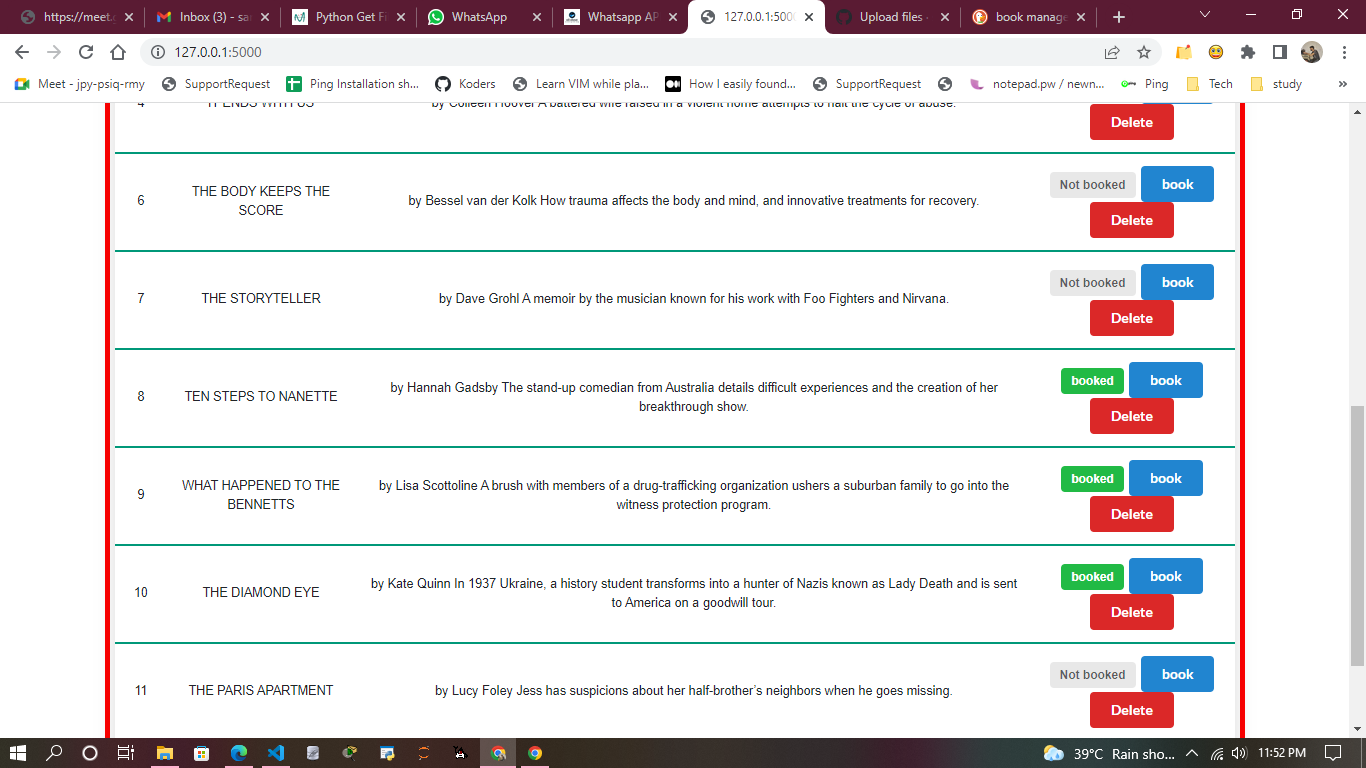 https://meet.g
Inbox (3) - sa
Python Get Fi
WhatsApp
Whatsapp AP
127.0.0.1:5000
Upload files ·
book manage
127.0.0.1:5000
Meet - jpy-psiq-rmy
SupportRequest
Ping Installation sh...
Koders
Learn VIM while pla...
How I easily found...
SupportRequest
notepad.pw / newn...
Ping
Tech
study
»
4 IT ENDS WITH US by Colleen Hoover A battered wife raised in a violent home attempts to halt the cycle of abuse.
Delete
6
THE BODY KEEPS THE
SCORE
by Bessel van der Kolk How trauma affects the body and mind, and innovative treatments for recovery.
Not booked book
Delete
7
THE STORYTELLER
by Dave Grohl A memoir by the musician known for his work with Foo Fighters and Nirvana.
Not booked book
Delete
8
TEN STEPS TO NANETTE
by Hannah Gadsby The stand-up comedian from Australia details difficult experiences and the creation of her
breakthrough show.
booked book
Delete
9
WHAT HAPPENED TO THE
BENNETTS
by Lisa Scottoline A brush with members of a drug-trafficking organization ushers a suburban family to go into the
witness protection program.
booked book
Delete
10
THE DIAMOND EYE
by Kate Quinn In 1937 Ukraine, a history student transforms into a hunter of Nazis known as Lady Death and is sent
to America on a goodwill tour.
booked book
Delete
11
THE PARIS APARTMENT
by Lucy Foley Jess has suspicions about her half-brother's neighbors when he goes missing.
Not booked book
Delete
39°C Rain sho...
11:52 PM